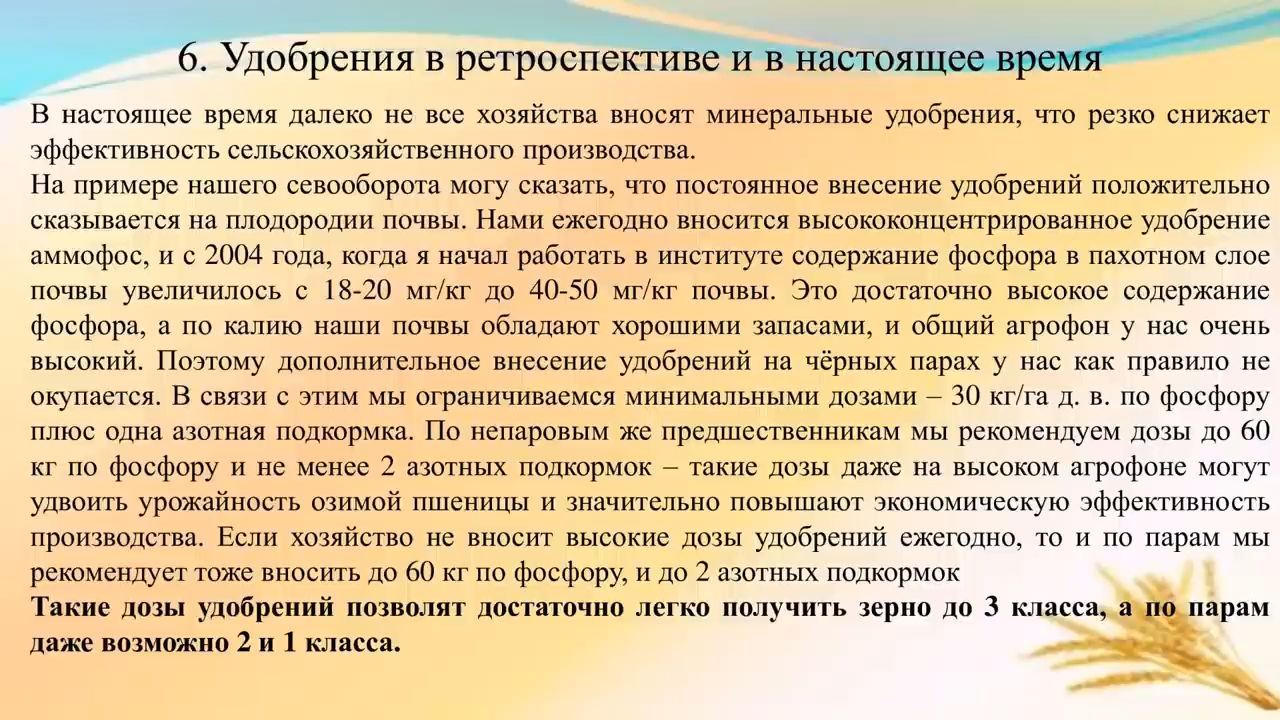 6. Удобрения в ретроспективе и в настоящее время
В настоящее время далеко не все хозяйства вносят минеральные удобрения, что резко снижает
эффективность сельскохозяйственного производства.
На примере нашего севооборота могу сказать, что постоянное внесение удобрений положительно
сказывается на плодородии почвы. Нами ежегодно вносится высококонцентрированное удобрение
аммофос, и с 2004 года, когда я начал работать в институте содержание фосфора в пахотном слое
почвы увеличилось с 18-20 мг/кг до 40-50 мг/кг почвы. Это достаточно высокое содержание
фосфора, а по калию наши почвы обладают хорошими запасами, и общий агрофон у нас очень
высокий. Поэтому дополнительное внесение удобрений на чёрных парах у нас как правило не
окупается. В связи с этим мы ограничиваемся минимальными дозами – 30 кг/га д. в. по фосфору
плюс одна азотная подкормка. По непаровым же предшественникам мы рекомендуем дозы до 60
кг по фосфору и не менее 2 азотных подкормок – такие дозы даже на высоком агрофоне могут
удвоить урожайность озимой пшеницы и значительно повышают экономическую эффективность
производства. Если хозяйство не вносит высокие дозы удобрений ежегодно, то и по парам мы
рекомендует тоже вносить до 60 кг по фосфору, и до 2 азотных подкормок
Такие дозы удобрений позволят достаточно легко получить зерно до 3 класса, а по парам
даже возможно 2 и 1 класса.